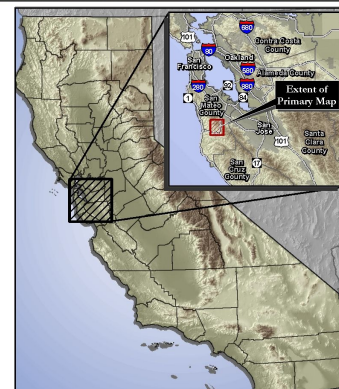 680
101
Contra Costa
County
80
Oakland
San
Francisco
580
Alameda County
280
92
880
84
1
San
Mateo
County
Extent of
Primary Map
San
Jose
101
Santa
Clara
County
San
Cruz
County
17